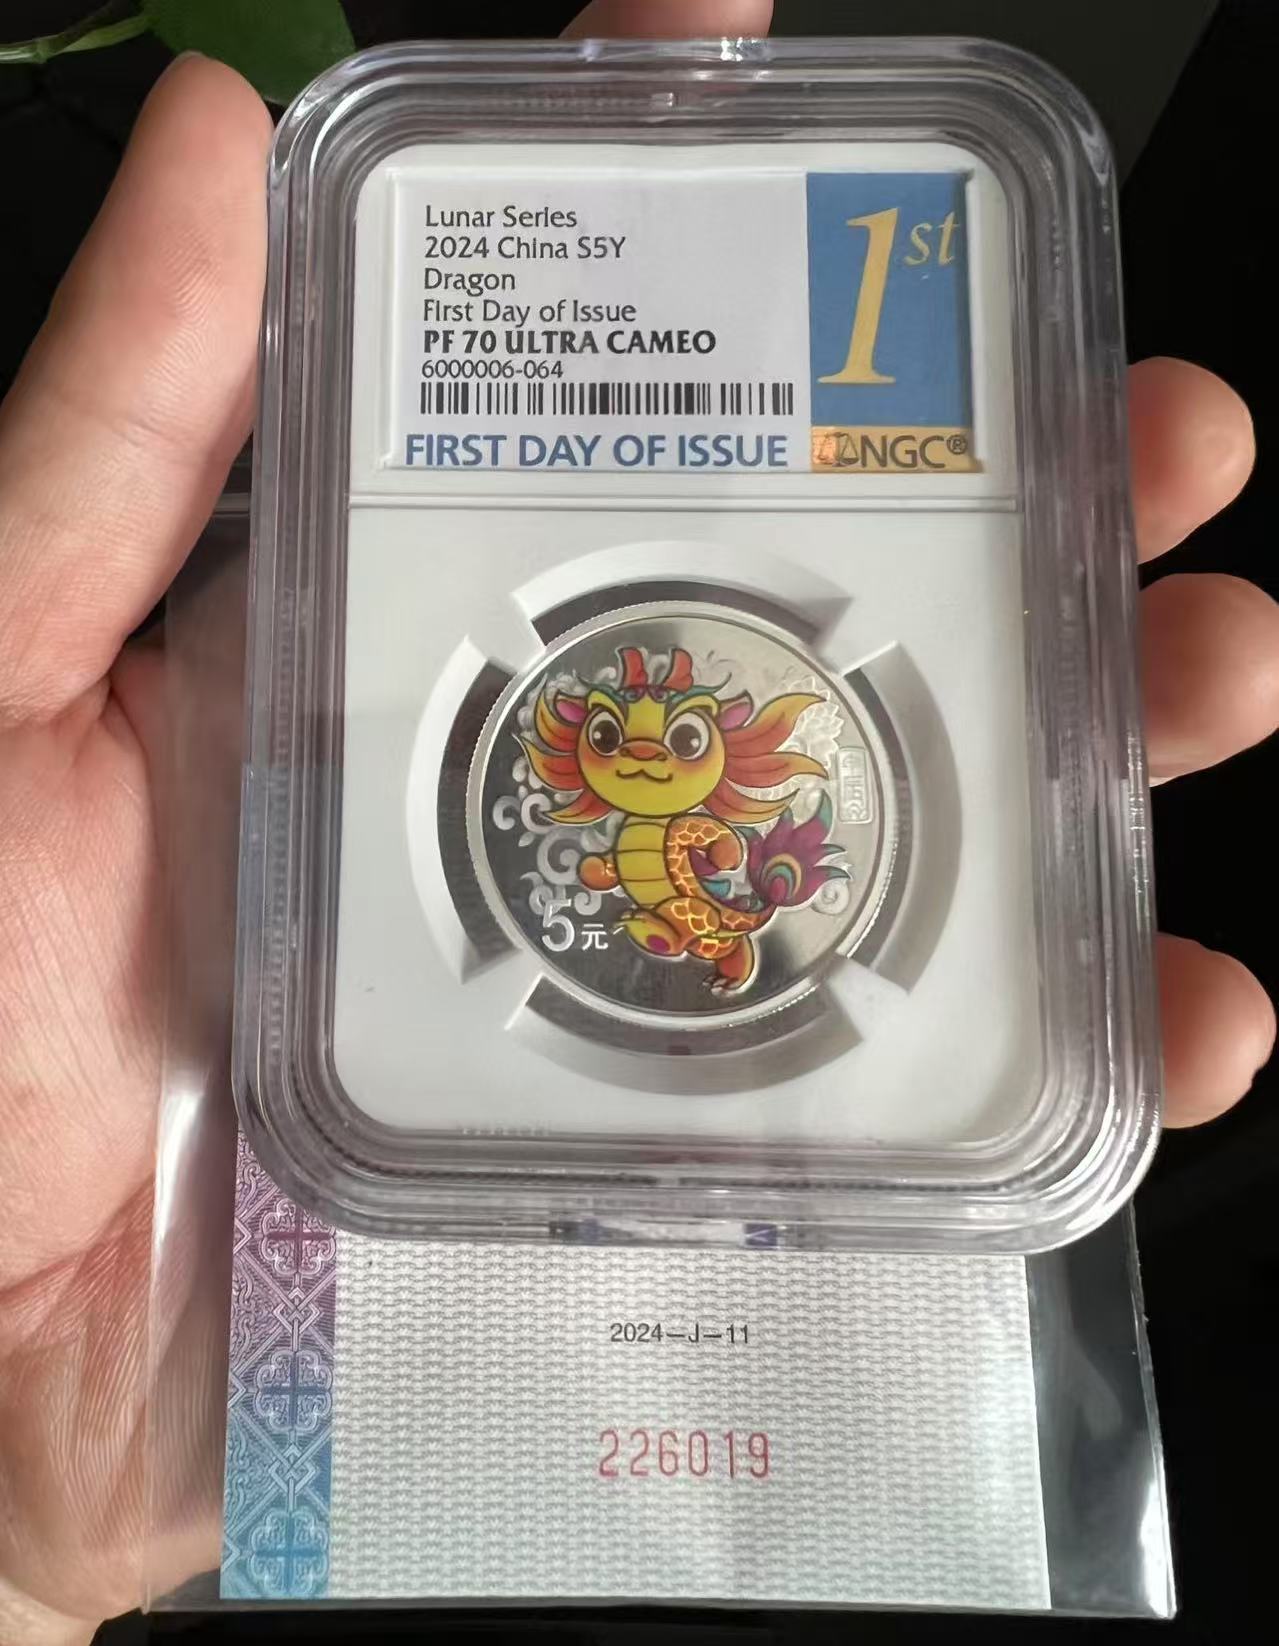 Lunar Series
2024 China S5Y
Dragon
First Day of Issue
PF 70 ULTRA CAMEO
6000006-064
FIRST DAY OF ISSUE
1st
NGC®
5元
2024-J-11
226019